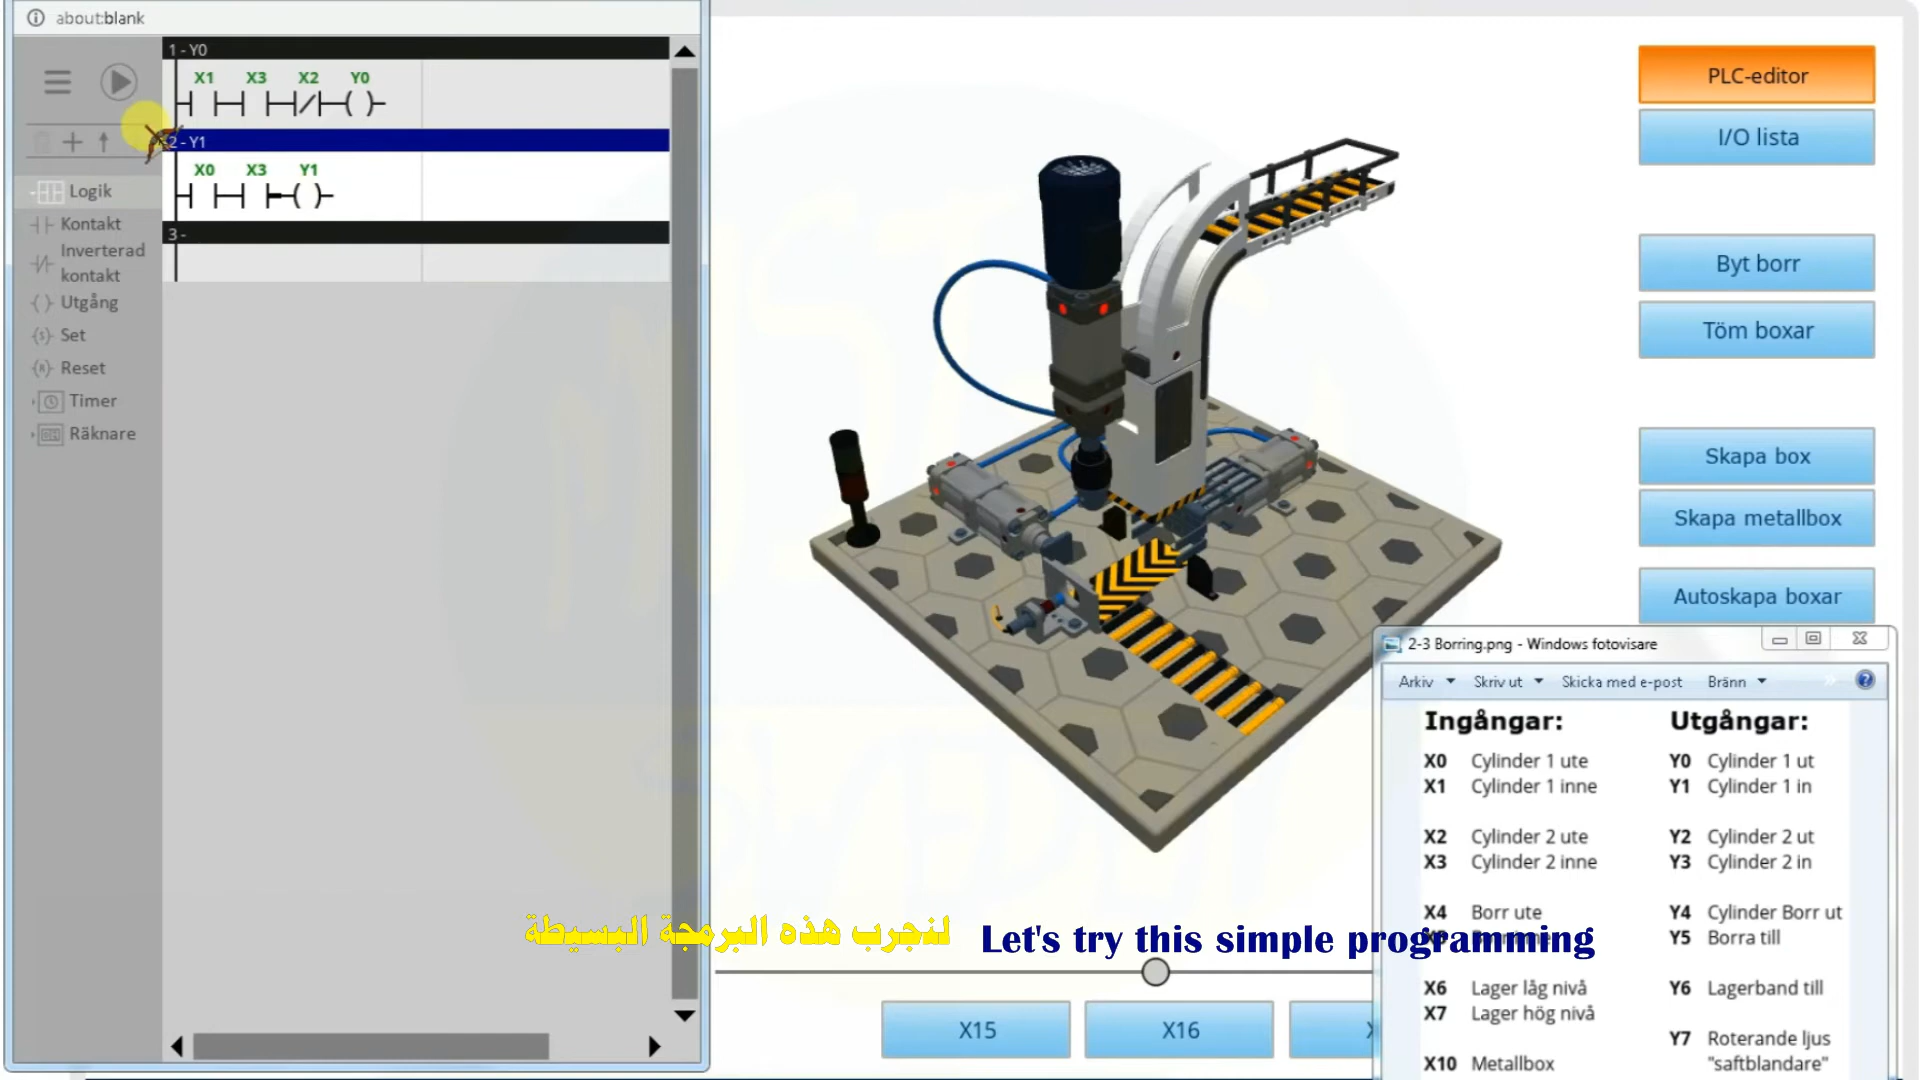 about:blank
1 - Y0
X1 X3 X2 Y0
2 - Y1
X0 X3 Y1
3 -
Logik
Kontakt
Inverterad
kontakt
Utgång
Set
Reset
Timer
Räknare
PLC-editor
I/O lista
Byt borr
Töm boxar
Skapa box
Skapa metallbox
Autoskapa boxar
2-3 Borring.png - Windows fotovisare
Arkiv Skriv ut Skicka med e-post Bränn
Ingångar: Utgångar:
X0 Cylinder 1 ute Y0 Cylinder 1 ut
X1 Cylinder 1 inne Y1 Cylinder 1 in
X2 Cylinder 2 ute Y2 Cylinder 2 ut
X3 Cylinder 2 inne Y3 Cylinder 2 in
X4 Borr ute Y4 Cylinder Borr ut
Y5 Borra till
X6 Lager låg nivå Y6 Lagerband till
X7 Lager hög nivå
Y7 Roterande ljus
X10 Metallbox "saftblandare"
لنجرب هذه البرمجة البسيطة
Let's try this simple programming
X15 X16